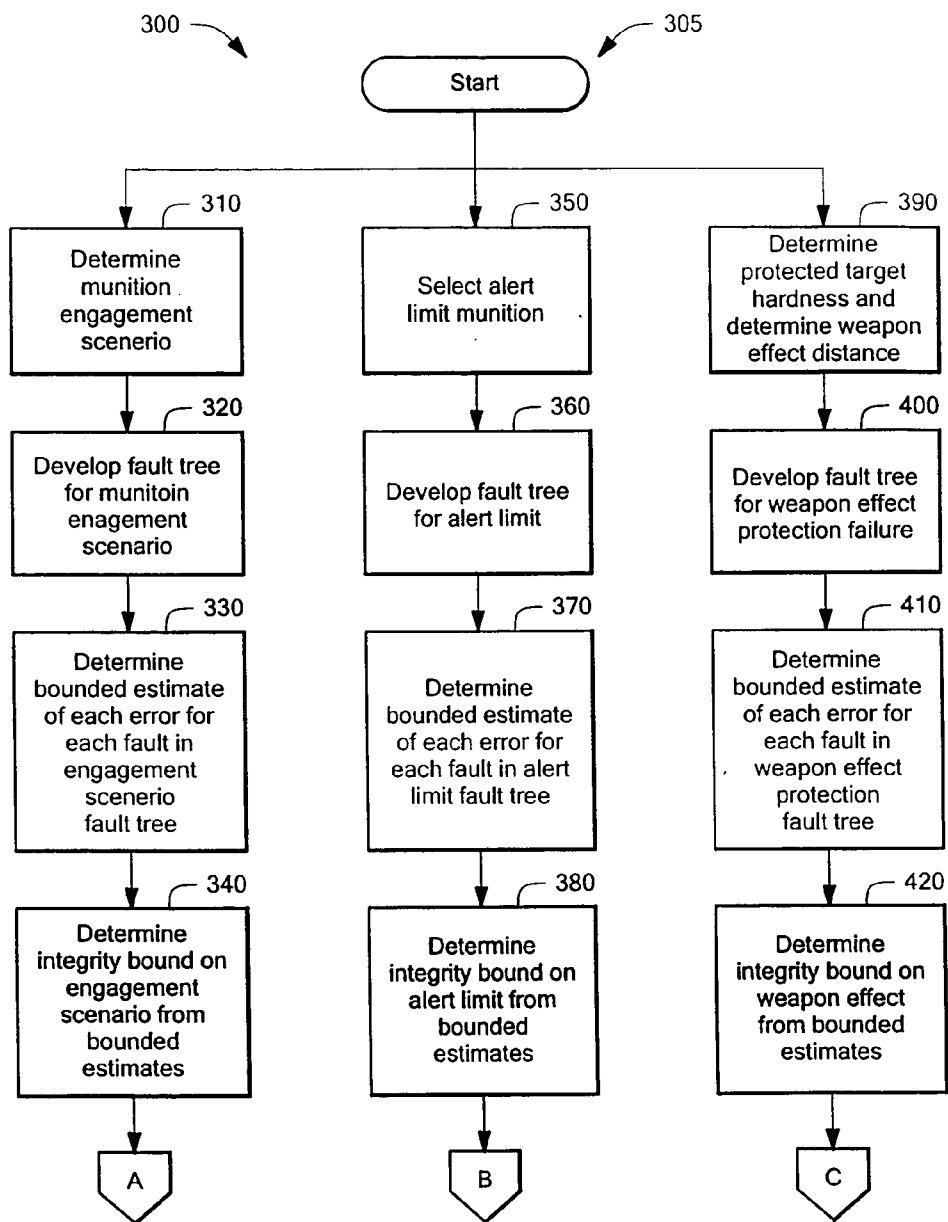 300
305
Start
310
Determine
munition
engagement
scenerio
350
Select alert
limit munition
390
Determine
protected target
hardness and
determine weapon
effect distance
320
Develop fault tree
for munitoin
enagement
scenario
360
Develop fault tree
for alert limit
400
Develop fault tree
for weapon effect
protection failure
330
Determine
bounded estimate
of each error for
each fault in
engagement
scenerio
fault tree
370
Determine
bounded estimate
of each error for
each fault in alert
limit fault tree
410
Determine
bounded estimate
of each error for
each fault in
weapon effect
protection
fault tree
340
Determine
integrity bound on
engagement
scenario from
bounded
estimates
380
Determine
integrity bound on
alert limit from
bounded
estimates
420
Determine
integrity bound on
weapon effect
from bounded
estimates
A
B
C